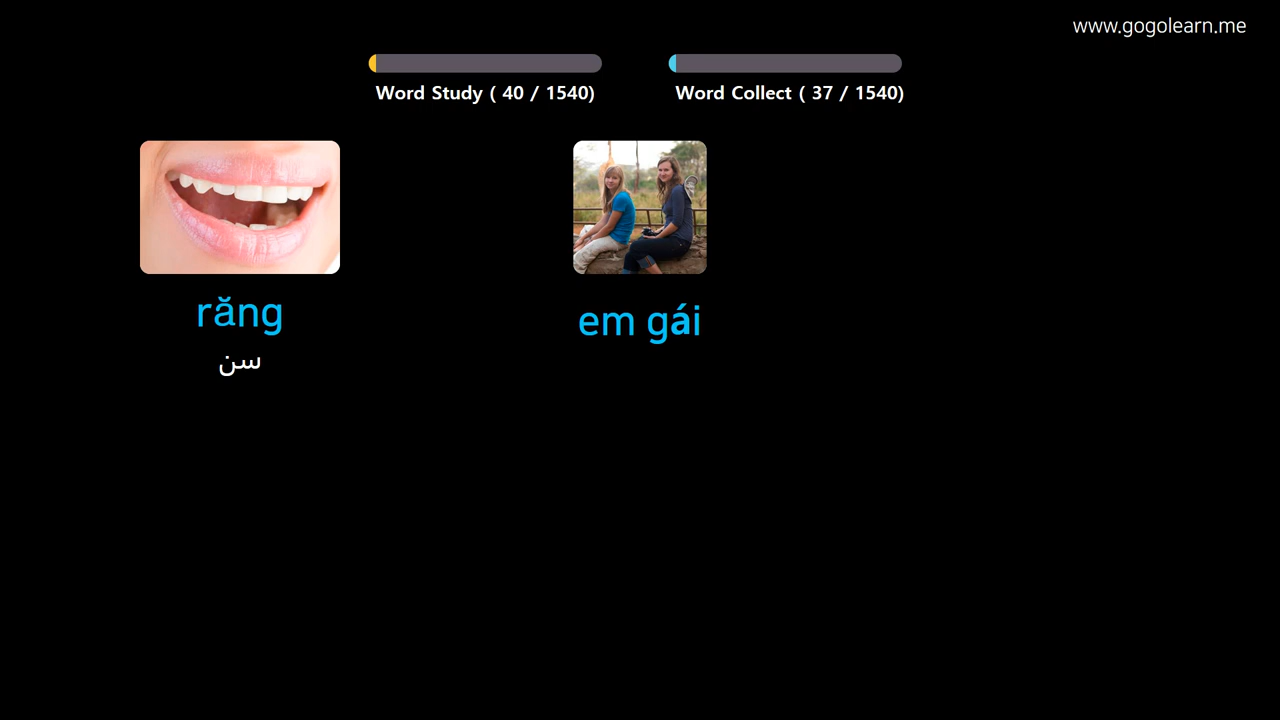 www.gogolearn.me
Word Study ( 40 / 1540)
Word Collect ( 37 / 1540)
răng
سن
em gái